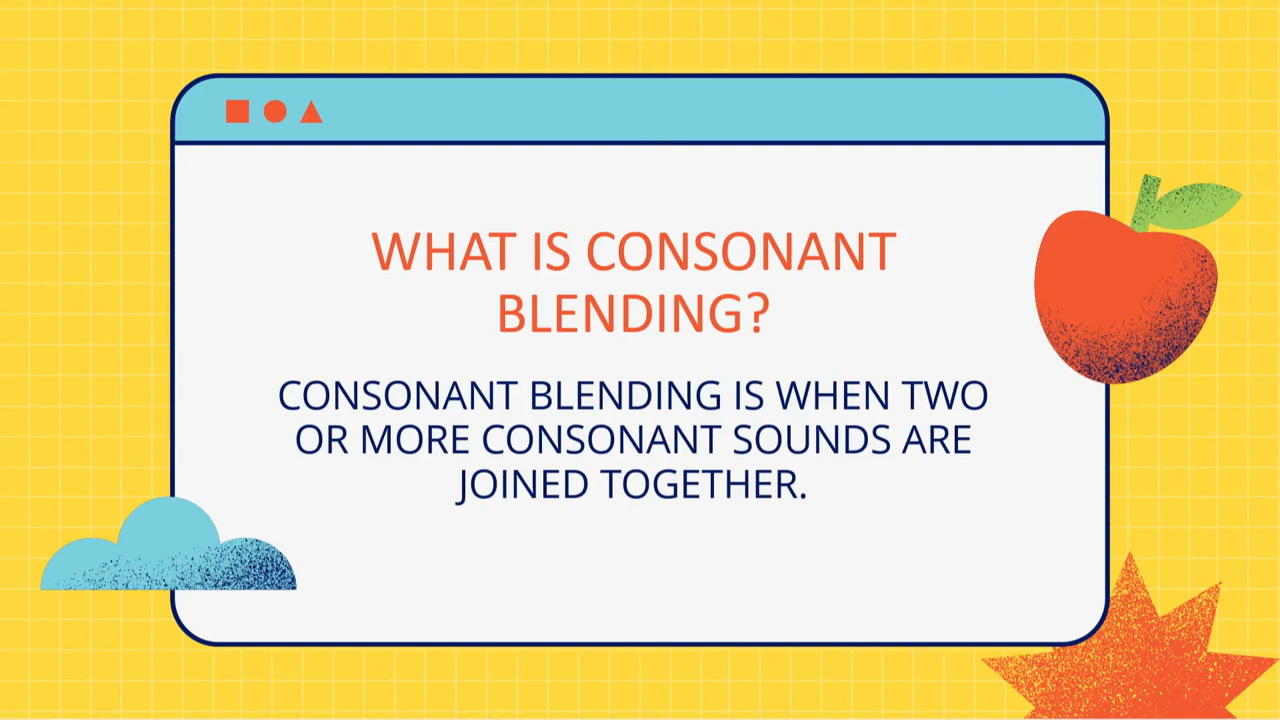 WHAT IS CONSONANT
BLENDING?
CONSONANT BLENDING IS WHEN TWO
OR MORE CONSONANT SOUNDS ARE
JOINED TOGETHER.